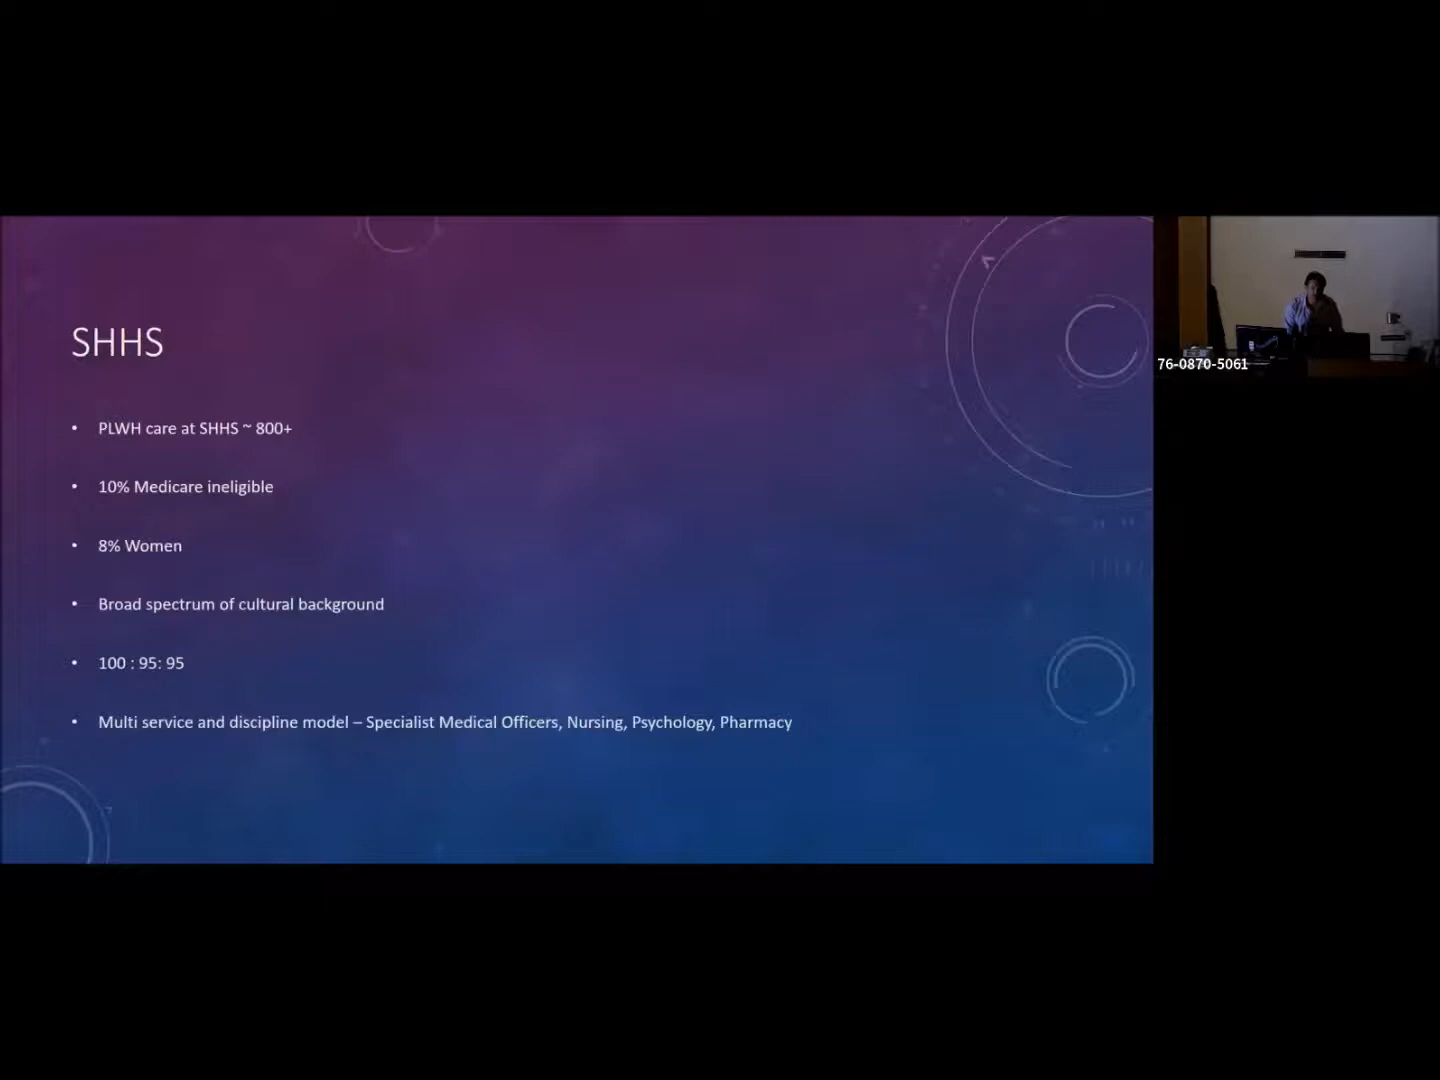 SHHS
• PLWH care at SHHS ~ 800+
• 10% Medicare ineligible
• 8% Women
• Broad spectrum of cultural background
• 100 : 95: 95
• Multi service and discipline model – Specialist Medical Officers, Nursing, Psychology, Pharmacy
76-0870-5061